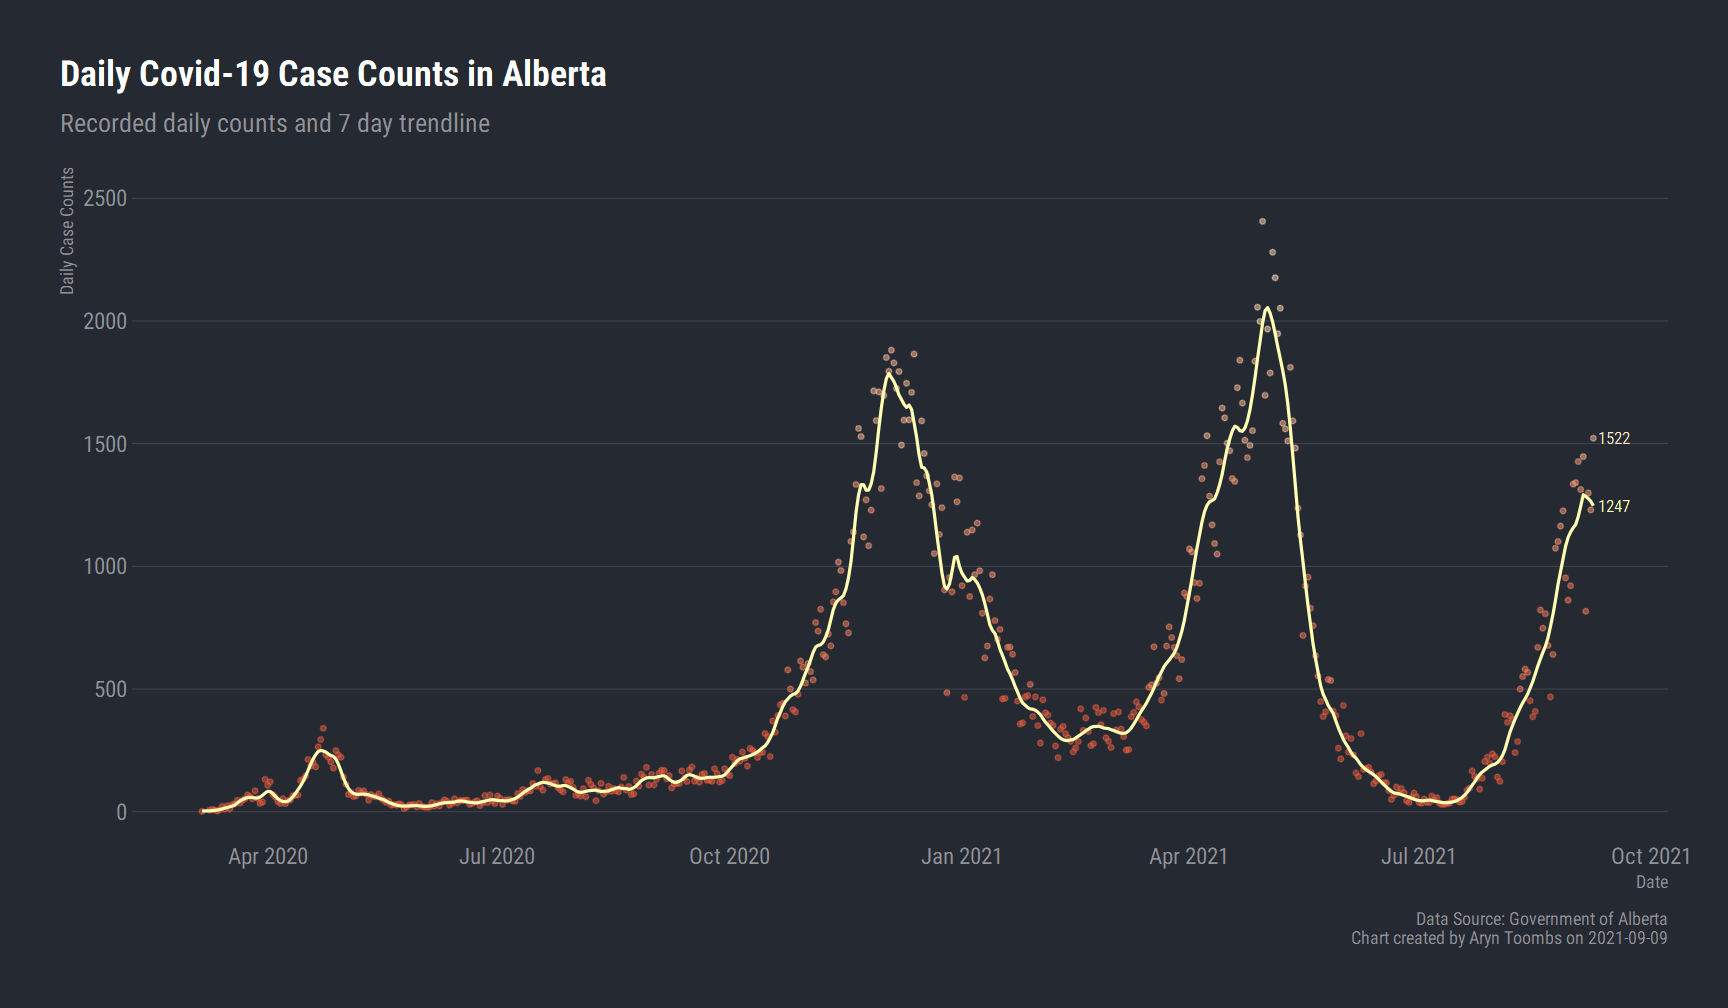 Daily Covid-19 Case Counts in Alberta
Recorded daily counts and 7 day trendline
Daily Case Counts
2500
2000
1500
1000
500
0
1522
1247
Apr 2020
Jul 2020
Oct 2020
Jan 2021
Apr 2021
Jul 2021
Oct 2021
Date
Data Source: Government of Alberta
Chart created by Aryn Toombs on 2021-09-09